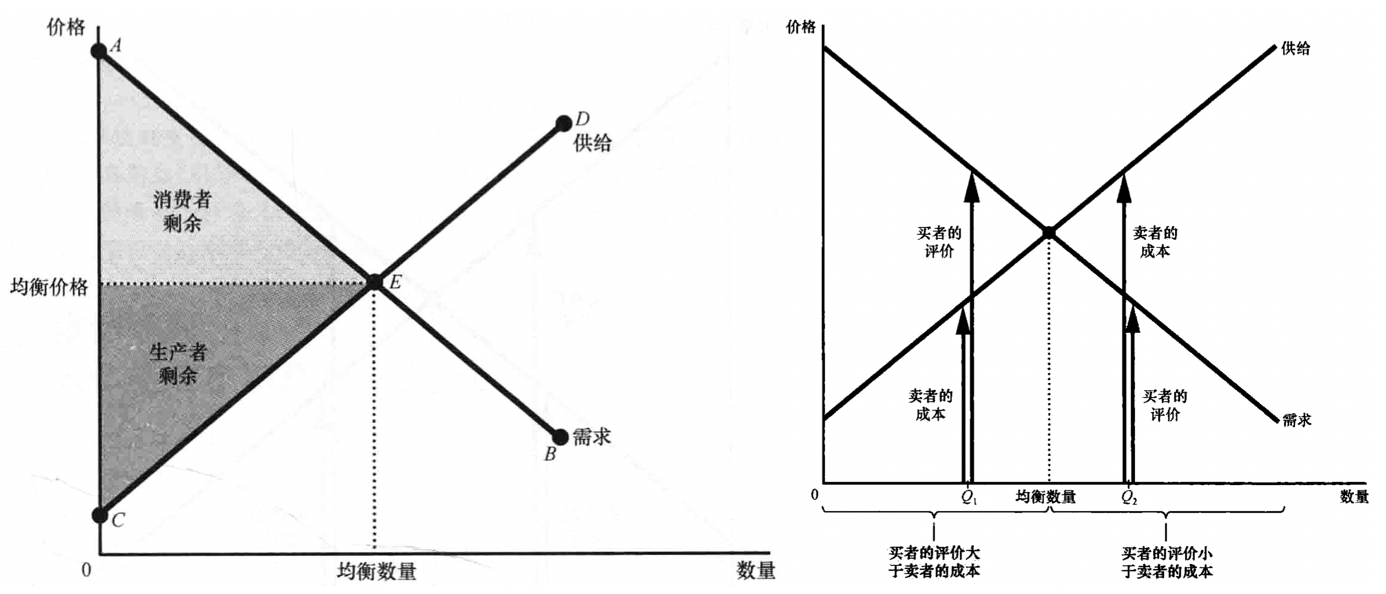 价格
A
D
供给
消费者
剩余
均衡价格
E
生产者
剩余
需求
B
C
0
均衡数量
数量
价格
供给
买者的
评价
卖者的
成本
卖者的
成本
买者的
评价
需求
0
Q1
均衡数量
Q2
数量
买者的评价大
于卖者的成本
买者的评价小
于卖者的成本